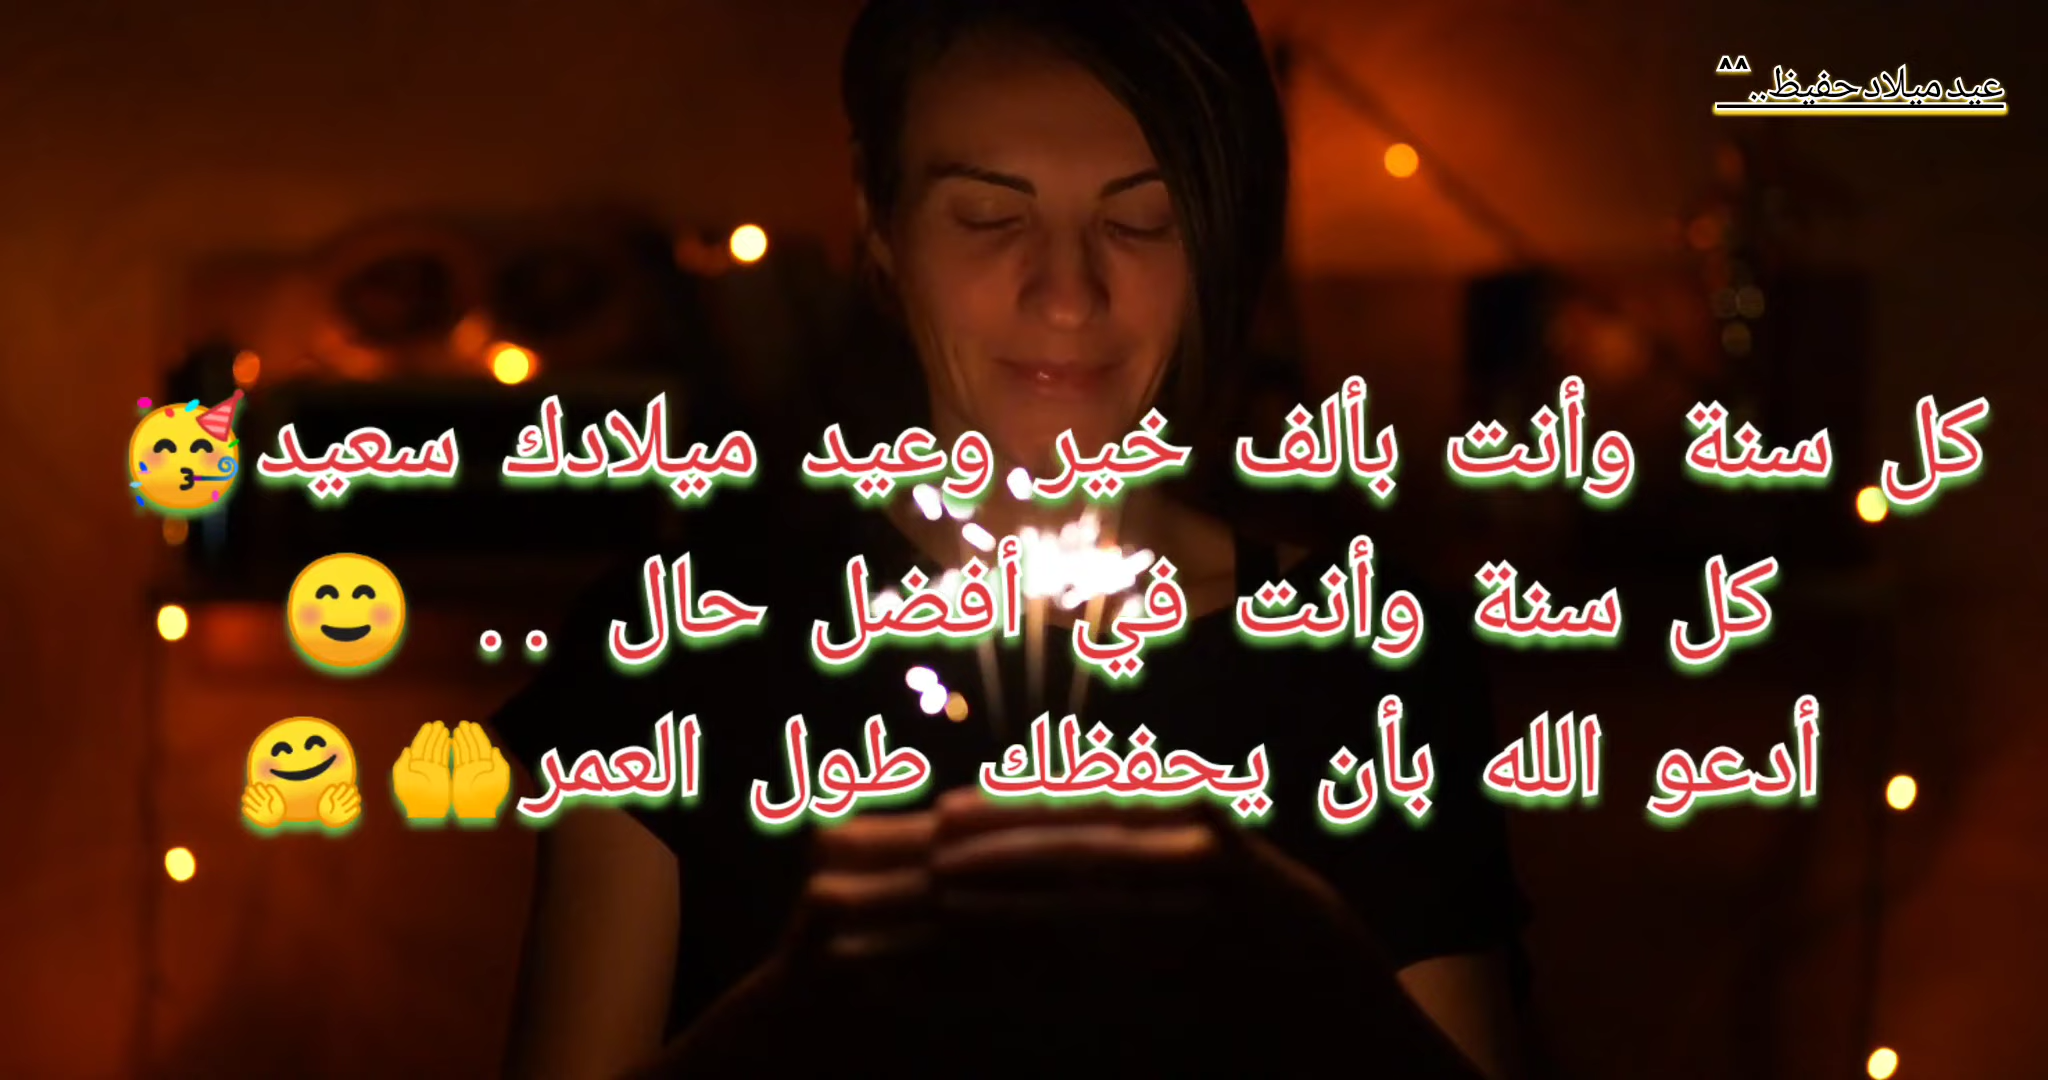 عيد ميلاد حفيظ.. ^^
كل سنة وأنت بألف خير وعيد ميلادك سعيد🥳
كل سنة وأنت في أفضل حال .. 😊
أدعو الله بأن يحفظك طول العمر🤲🤗